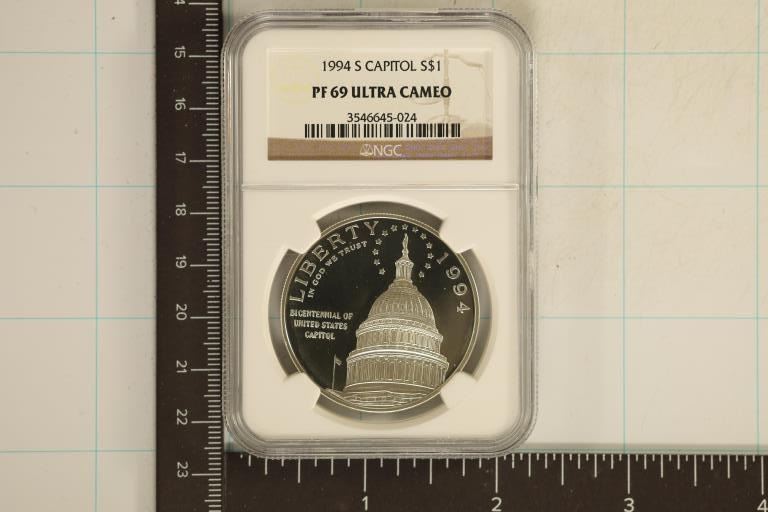 1994 S CAPITOL S$1
PF 69 ULTRA CAMEO
3546645-024
NGC
LIBERTY
IN GOD WE TRUST
1994
BICENTENNIAL OF
UNITED STATES
CAPITOL
15
16
17
18
19
20
21
22
23
1 2 3 4